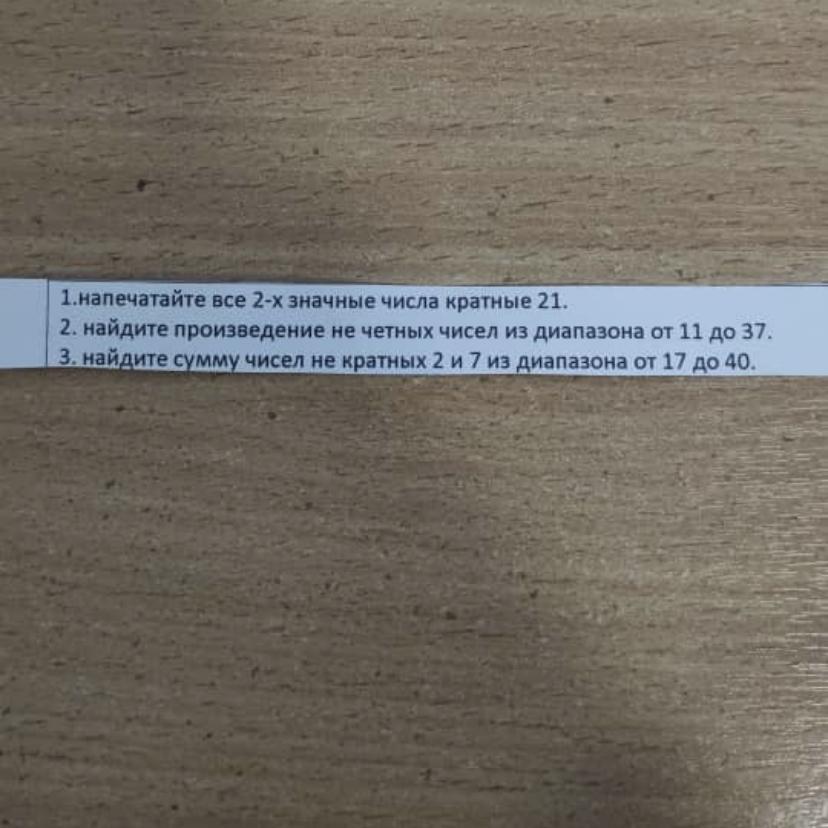 1.напечатайте все 2-х значные числа кратные 21.
2. найдите произведение не четных чисел из диапазона от 11 до 37.
3. найдите сумму чисел не кратных 2 и 7 из диапазона от 17 до 40.